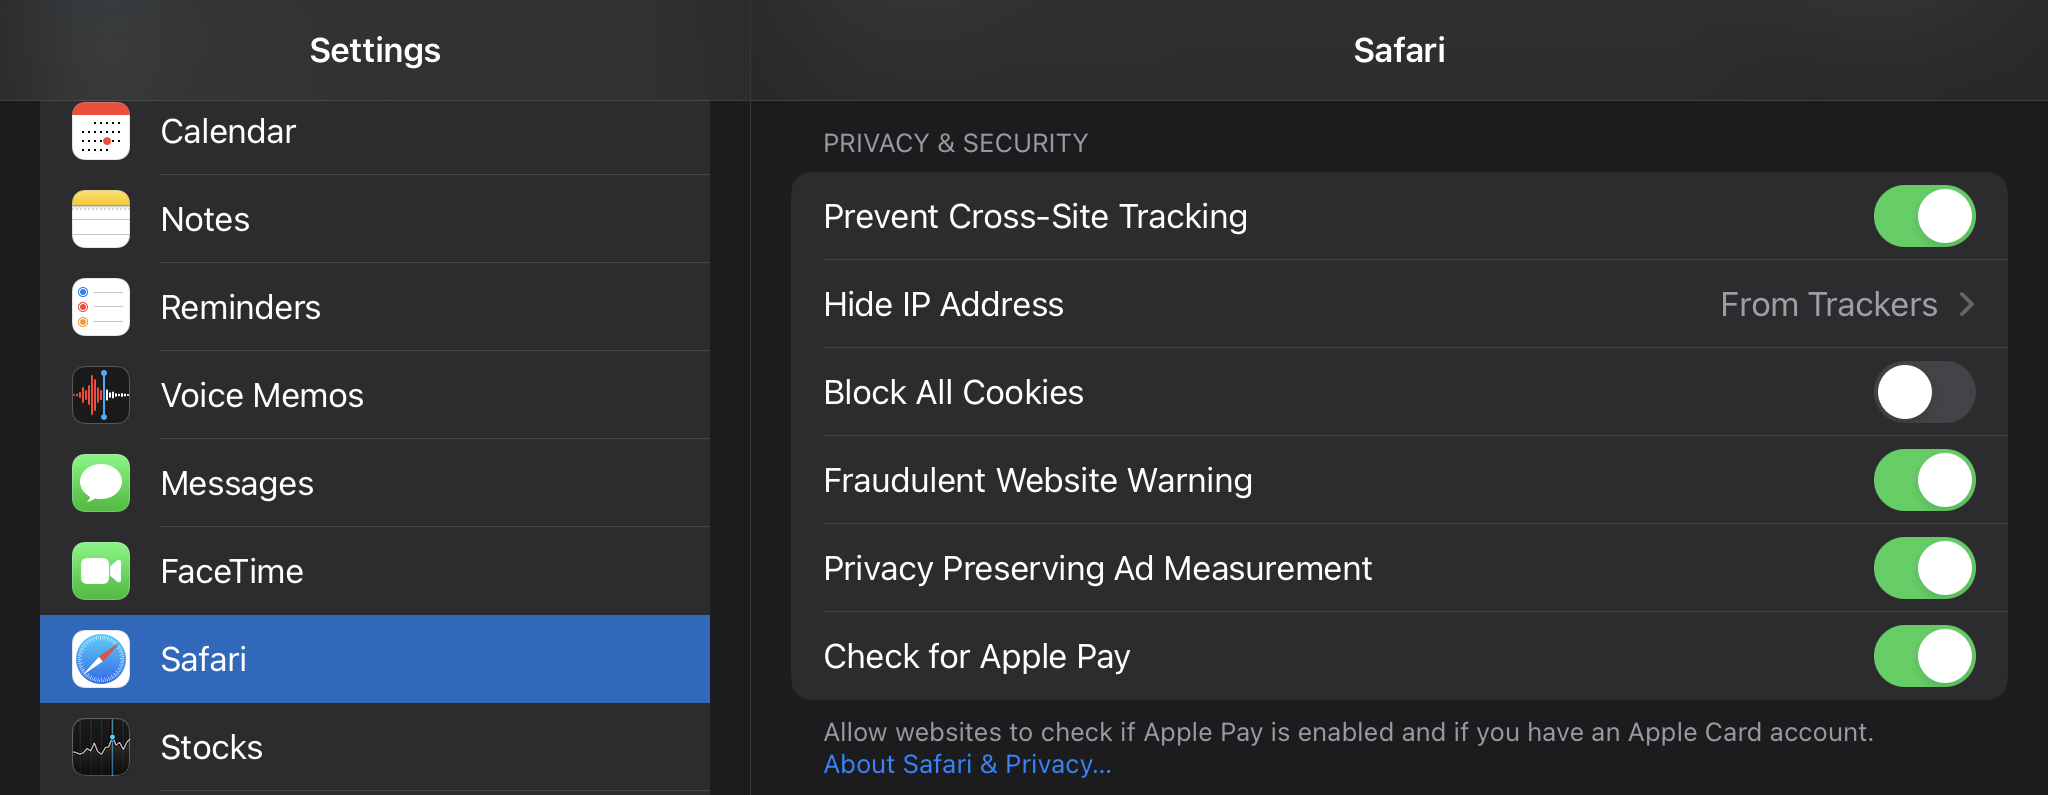 Settings
Calendar
Notes
Reminders
Voice Memos
Messages
FaceTime
Safari
Stocks
Safari
PRIVACY & SECURITY
Prevent Cross-Site Tracking
Hide IP Address From Trackers
Block All Cookies
Fraudulent Website Warning
Privacy Preserving Ad Measurement
Check for Apple Pay
Allow websites to check if Apple Pay is enabled and if you have an Apple Card account.
About Safari & Privacy...